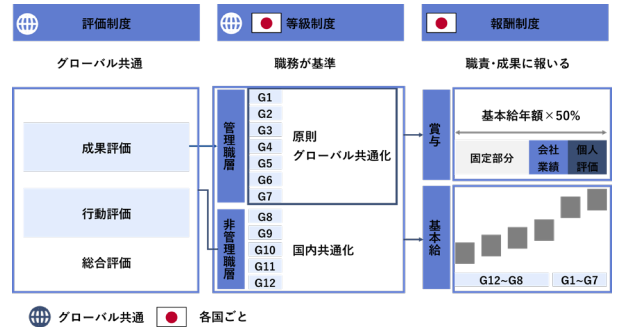 評価制度
等級制度
報酬制度
グローバル共通
職務が基準
職責・成果に報いる
成果評価
行動評価
総合評価
管理職層
G1
G2
G3
G4
G5
G6
G7
原則
グローバル共通化
非管理職層
G8
G9
G10
G11
G12
国内共通化
賞与
基本給年額×50%
固定部分
会社
業績
個人
評価
基本給
G12~G8
G1~G7
グローバル共通
各国ごと